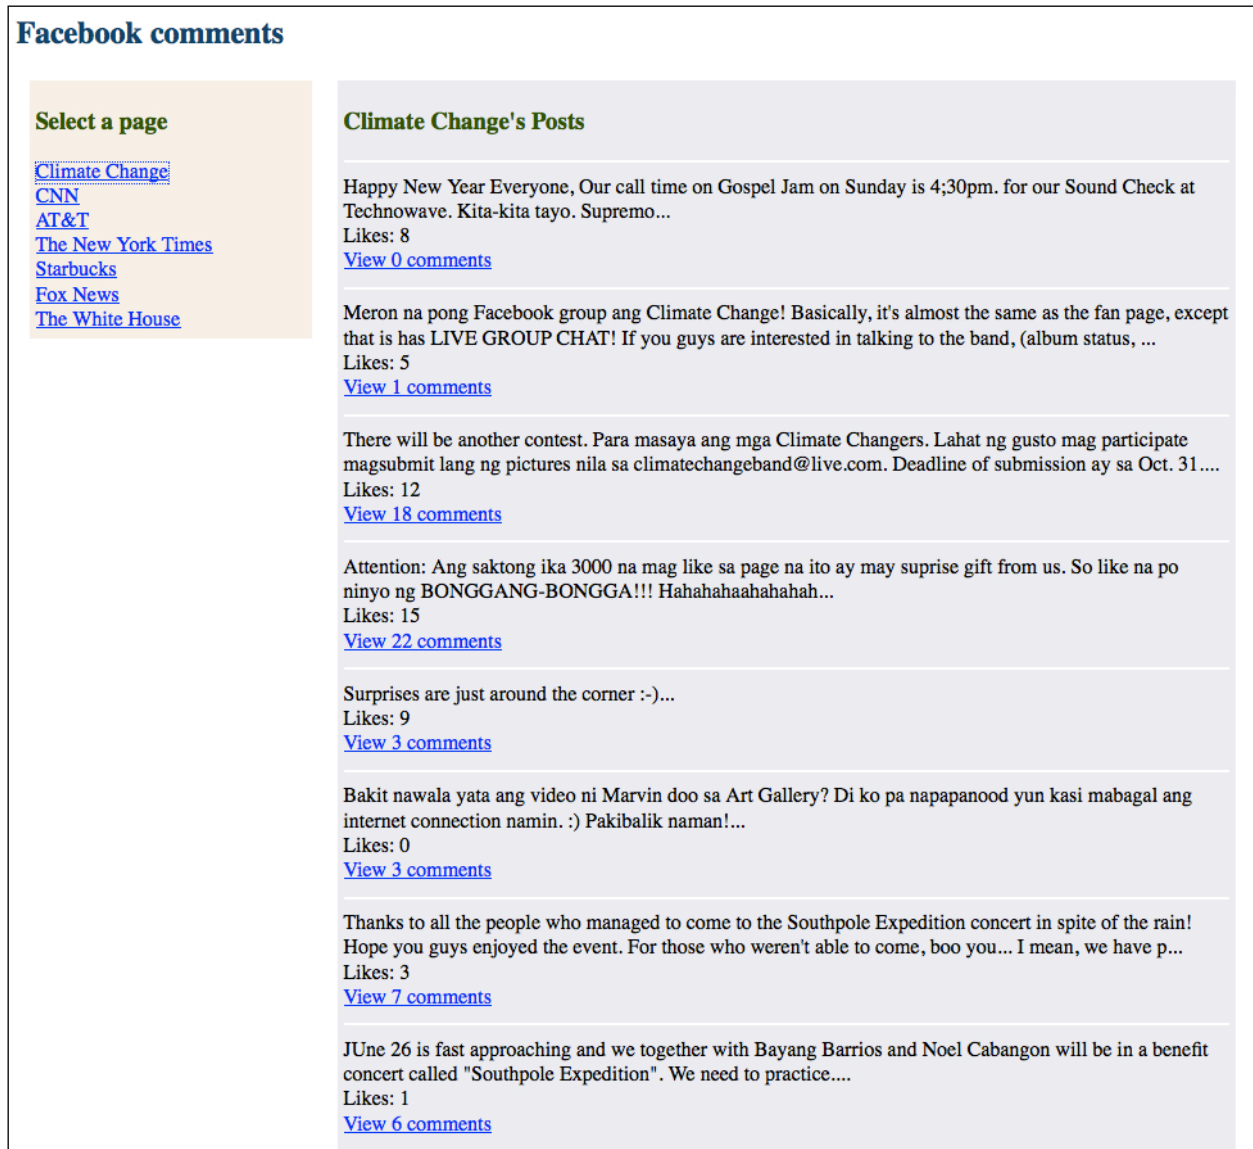 Facebook comments
Select a page
Climate Change
CNN
AT&T
The New York Times
Starbucks
Fox News
The White House
Climate Change's Posts
Happy New Year Everyone, Our call time on Gospel Jam on Sunday is 4;30pm. for our Sound Check at
Technowave. Kita-kita tayo. Supremo...
Likes: 8
View 0 comments
Meron na pong Facebook group ang Climate Change! Basically, it's almost the same as the fan page, except
that is has LIVE GROUP CHAT! If you guys are interested in talking to the band, (album status, ...
Likes: 5
View 1 comments
There will be another contest. Para masaya ang mga Climate Changers. Lahat ng gusto mag participate
magsubmit lang ng pictures nila sa climatechangeband@live.com. Deadline of submission ay sa Oct. 31....
Likes: 12
View 18 comments
Attention: Ang saktong ika 3000 na mag like sa page na ito ay may suprise gift from us. So like na po
ninyo ng BONGGANG-BONGGA!!! Hahahahaahahahah...
Likes: 15
View 22 comments
Surprises are just around the corner :-)...
Likes: 9
View 3 comments
Bakit nawala yata ang video ni Marvin doo sa Art Gallery? Di ko pa napapanood yun kasi mabagal ang
internet connection namin. :) Pakibalik naman!...
Likes: 0
View 3 comments
Thanks to all the people who managed to come to the Southpole Expedition concert in spite of the rain!
Hope you guys enjoyed the event. For those who weren't able to come, boo you... I mean, we have p...
Likes: 3
View 7 comments
JUne 26 is fast approaching and we together with Bayang Barrios and Noel Cabangon will be in a benefit
concert called "Southpole Expedition". We need to practice....
Likes: 1
View 6 comments